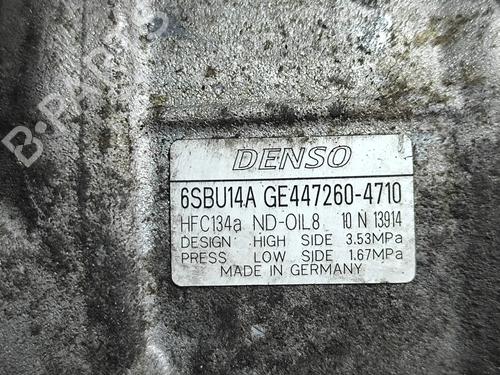 B-PARTS
DENSO
6SBU14A GE447260-4710
HFC134a ND-OIL8 10 N 13914
DESIGN HIGH SIDE 3.53MPa
PRESS LOW SIDE 1.67MPa
MADE IN GERMANY